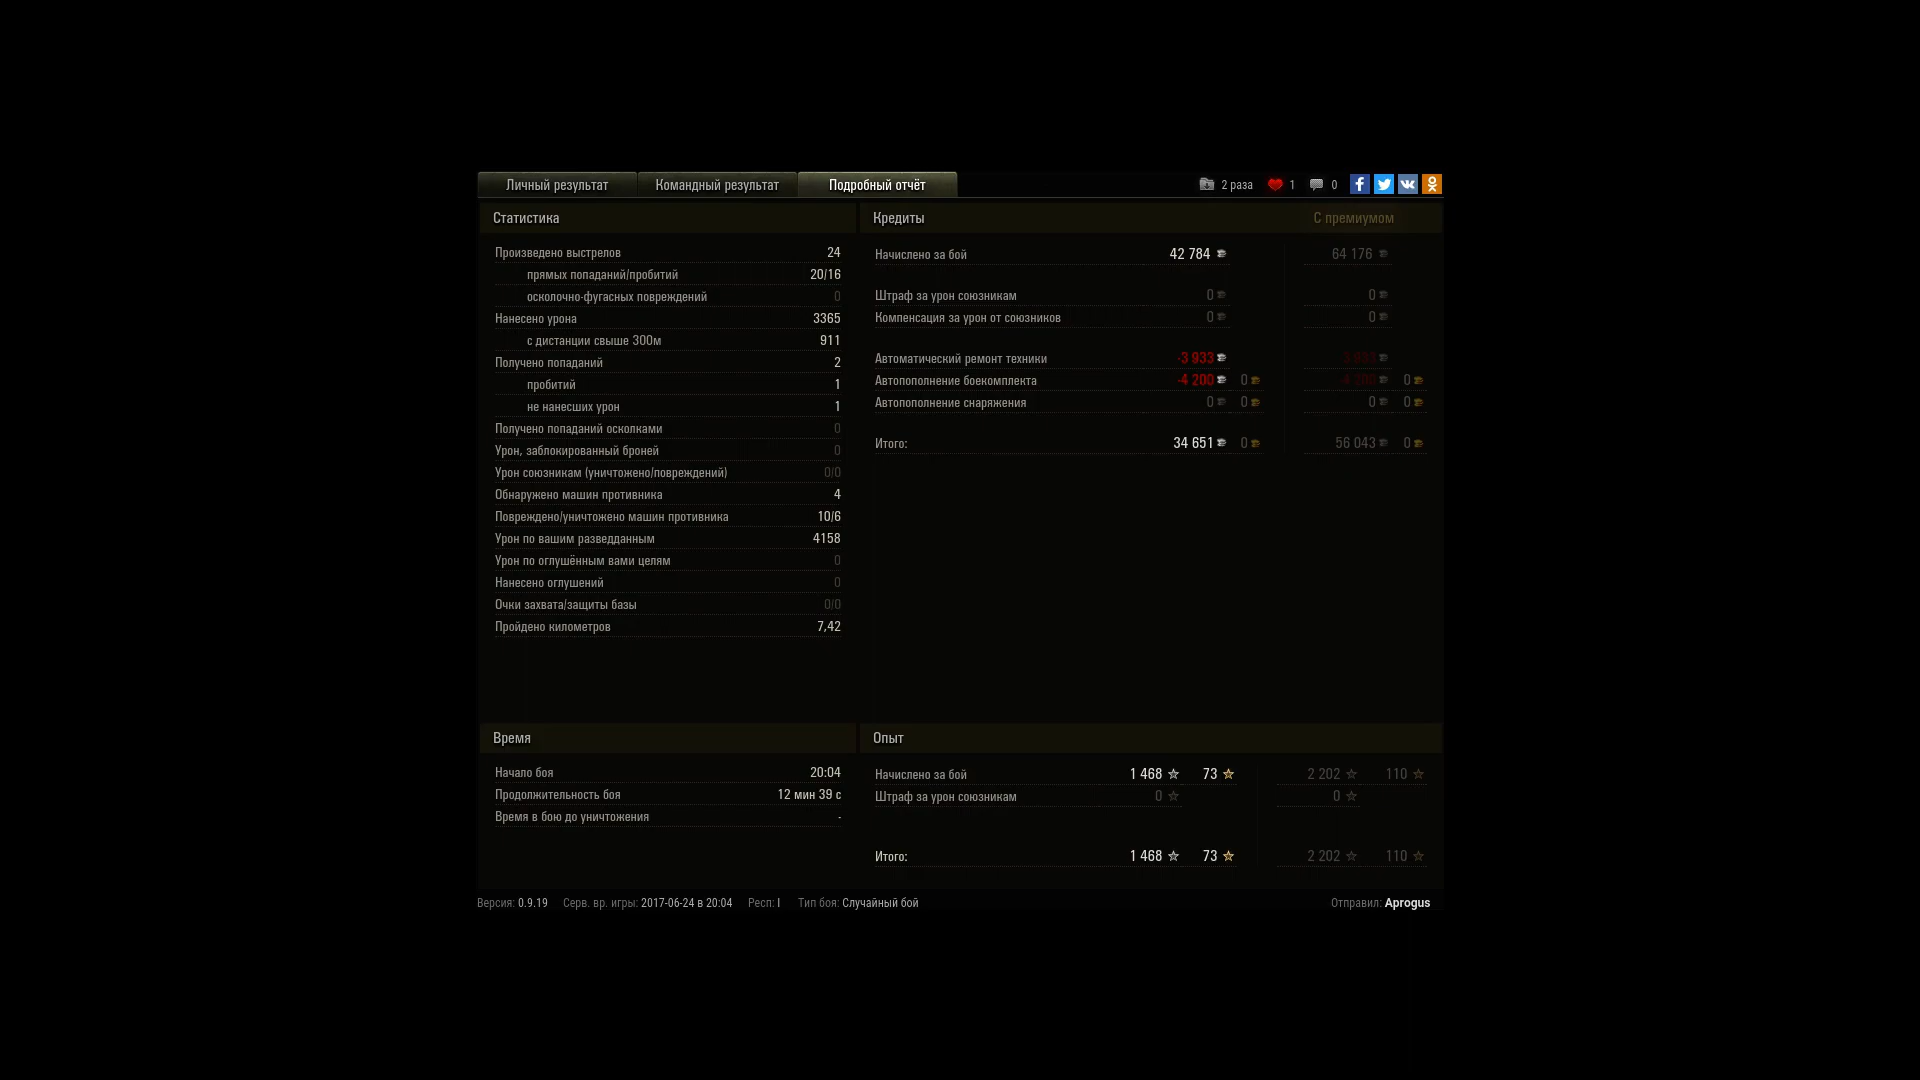 Личный результат Командный результат Подробный отчёт 2 раза 1 0
Статистика
Произведено выстрелов 24
прямых попаданий/пробитий 20/16
осколочно-фугасных повреждений 0
Нанесено урона 3365
с дистанции свыше 300м 911
Получено попаданий 2
пробитий 1
не нанесших урон 1
Получено попаданий осколками 0
Урон, заблокированный броней 0
Урон союзникам (уничтожено/повреждений) 0/0
Обнаружено машин противника 4
Повреждено/уничтожено машин противника 10/6
Урон по вашим разведданным 4158
Урон по оглушённым вами целям 0
Нанесено оглушений 0
Очки захвата/защиты базы 0/0
Пройдено километров 7,42
Кредиты С премиумом
Начислено за бой 42 784 64 176
Штраф за урон союзникам 0 0
Компенсация за урон от союзников 0 0
Автоматический ремонт техники -3 933 -3 933
Автопополнение боекомплекта -4 200 0 -4 200 0
Автопополнение снаряжения 0 0 0 0
Итого: 34 651 0 56 043 0
Время
Начало боя 20:04
Продолжительность боя 12 мин 39 с
Время в бою до уничтожения -
Опыт
Начислено за бой 1 468 73 2 202 110
Штраф за урон союзникам 0 0
Итого: 1 468 73 2 202 110
Версия: 0.9.19 Серв. вр. игры: 2017-06-24 в 20:04 Респ: I Тип боя: Случайный бой Отправил: Aprogus